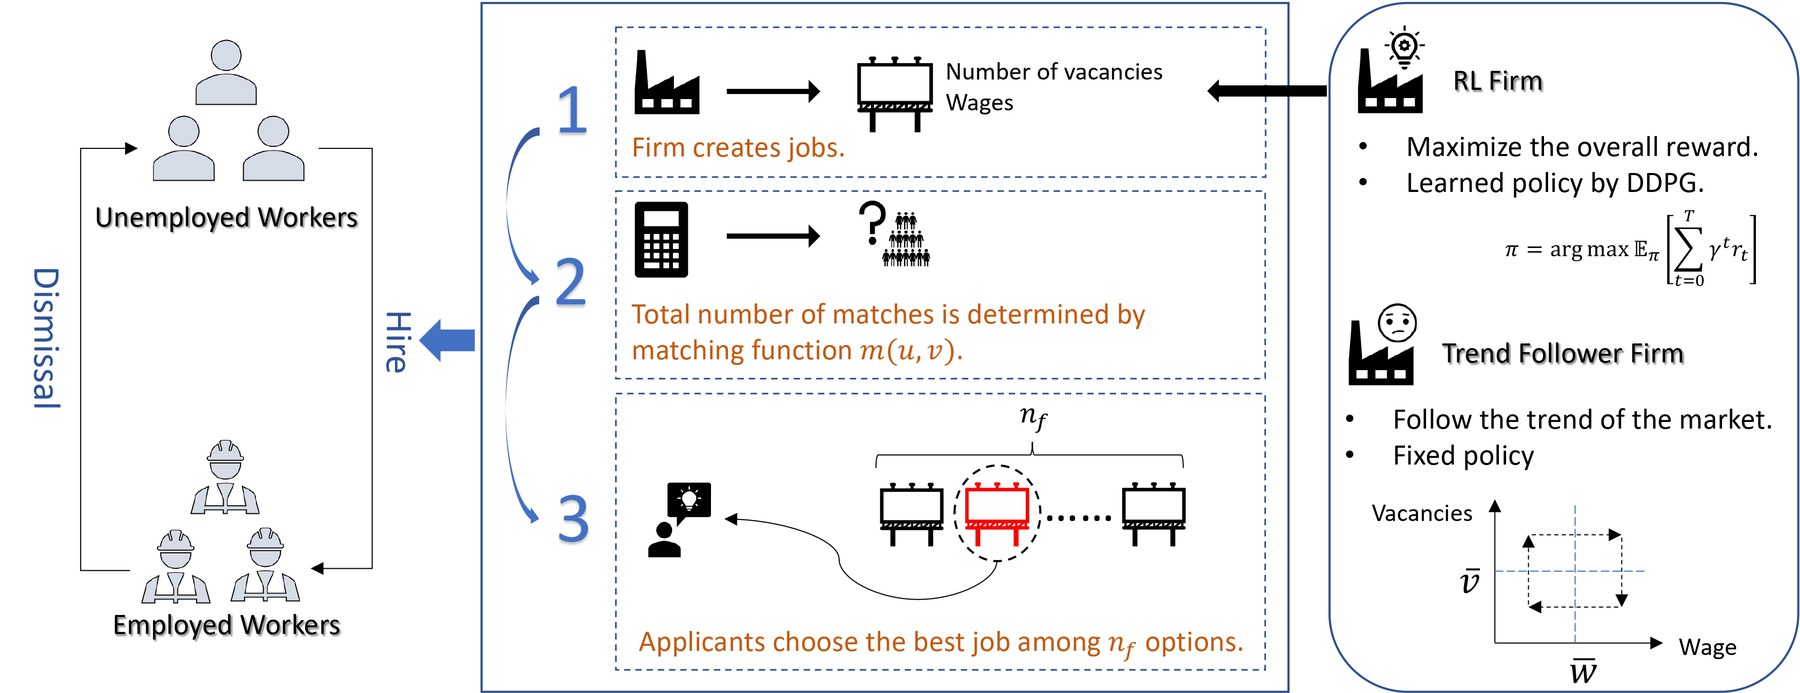 Unemployed Workers
Dismissal
Hire
Employed Workers
1
Number of vacancies
Wages
Firm creates jobs.
2
Total number of matches is determined by
matching function m(u, v).
3
n_f
Applicants choose the best job among n_f options.
RL Firm
• Maximize the overall reward.
• Learned policy by DDPG.
π = arg max 𝔼_π [∑_{t=0}^{T} γ^t r_t]
Trend Follower Firm
• Follow the trend of the market.
• Fixed policy
Vacancies
v̄
Wage
w̄